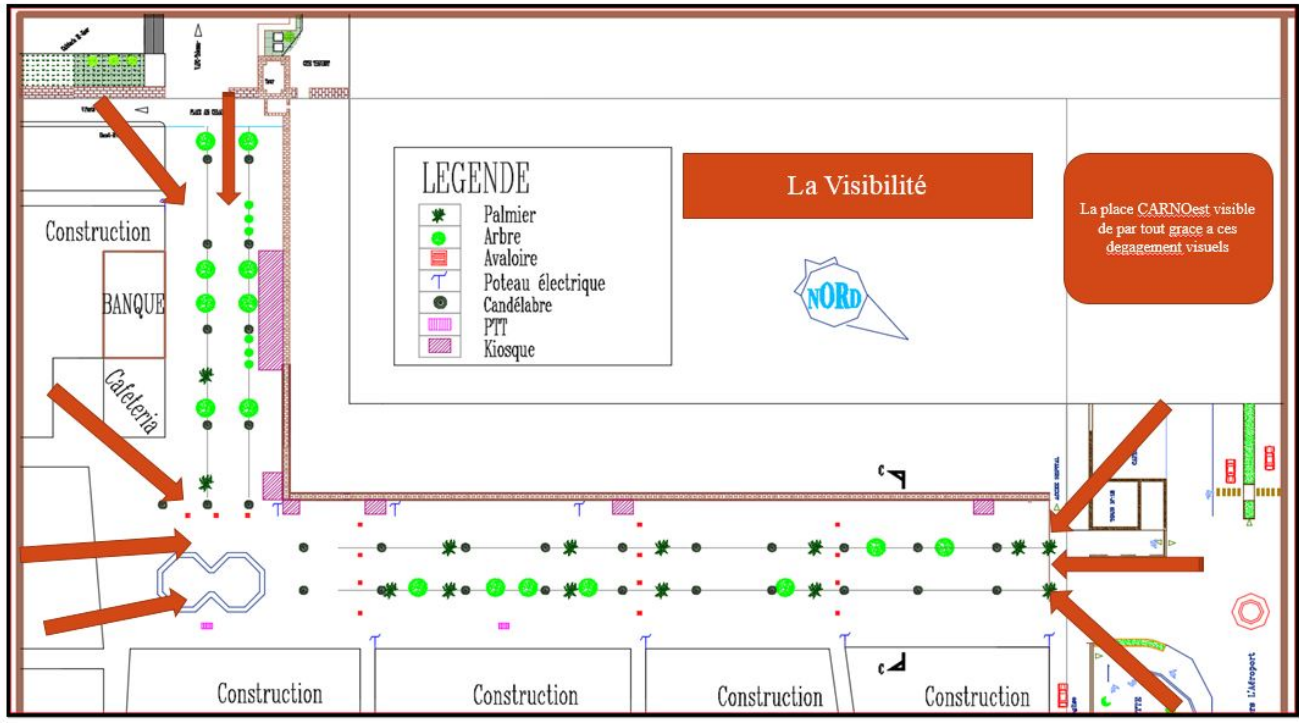 LEGENDE
Palmier
Arbre
Avaloire
Poteau électrique
Candélabre
PTT
Kiosque
La Visibilité
La place CARNOest visible
de par tout grace a ces
degagement visuels
NORD
Construction
BANQUE
Cafeteria
C
C
Construction
Construction
Construction
Construction